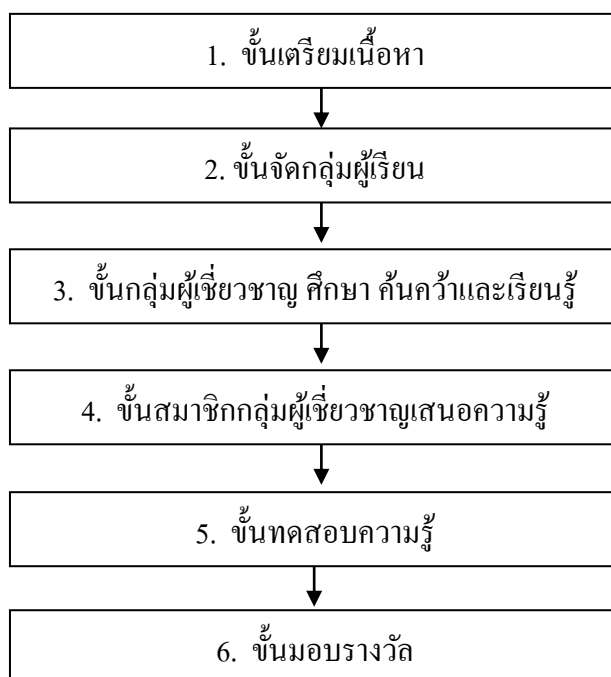 1. ขั้นเตรียมเนื้อหา
2. ขั้นจัดกลุ่มผู้เรียน
3. ขั้นกลุ่มผู้เชี่ยวชาญ ศึกษา ค้นคว้าและเรียนรู้
4. ขั้นสมาชิกกลุ่มผู้เชี่ยวชาญเสนอความรู้
5. ขั้นทดสอบความรู้
6. ขั้นมอบรางวัล